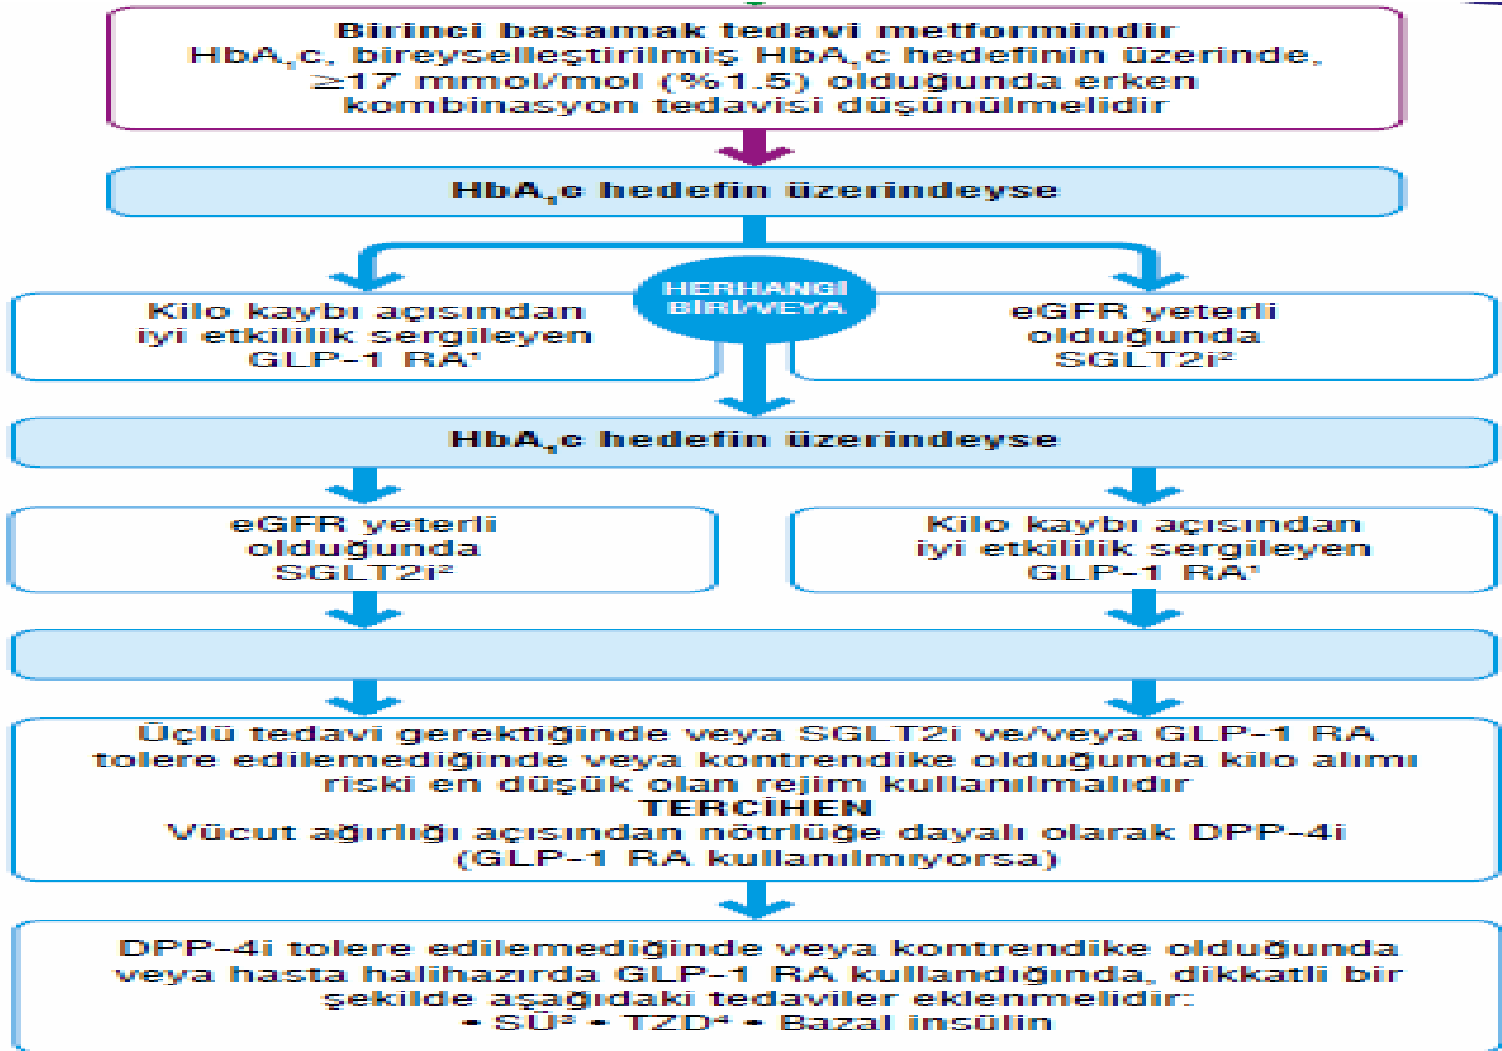 Birinci basamak tedavi metformindir
HbA₁c, bireyselleştirilmiş HbA₁c hedefinin üzerinde,
≥17 mmol/mol (%1.5) olduğunda erken
kombinasyon tedavisi düşünülmelidir
HbA₁c hedefin üzerindeyse
HERHANGİ
BİRİ/VEYA
Kilo kaybı açısından
iyi etkililik sergileyen
GLP-1 RA¹
eGFR yeterli
olduğunda
SGLT2i²
HbA₁c hedefin üzerindeyse
eGFR yeterli
olduğunda
SGLT2i²
Kilo kaybı açısından
iyi etkililik sergileyen
GLP-1 RA¹
Üçlü tedavi gerektiğinde veya SGLT2i ve/veya GLP-1 RA
tolere edilemediğinde veya kontrendike olduğunda kilo alımı
riski en düşük olan rejim kullanılmalıdır
TERCİHEN
Vücut ağırlığı açısından nötrlüğe dayalı olarak DPP-4i
(GLP-1 RA kullanılmıyorsa)
DPP-4i tolere edilemediğinde veya kontrendike olduğunda
veya hasta halihazırda GLP-1 RA kullandığında, dikkatli bir
şekilde aşağıdaki tedaviler eklenmelidir:
• SÜ³ • TZD⁴ • Bazal insülin